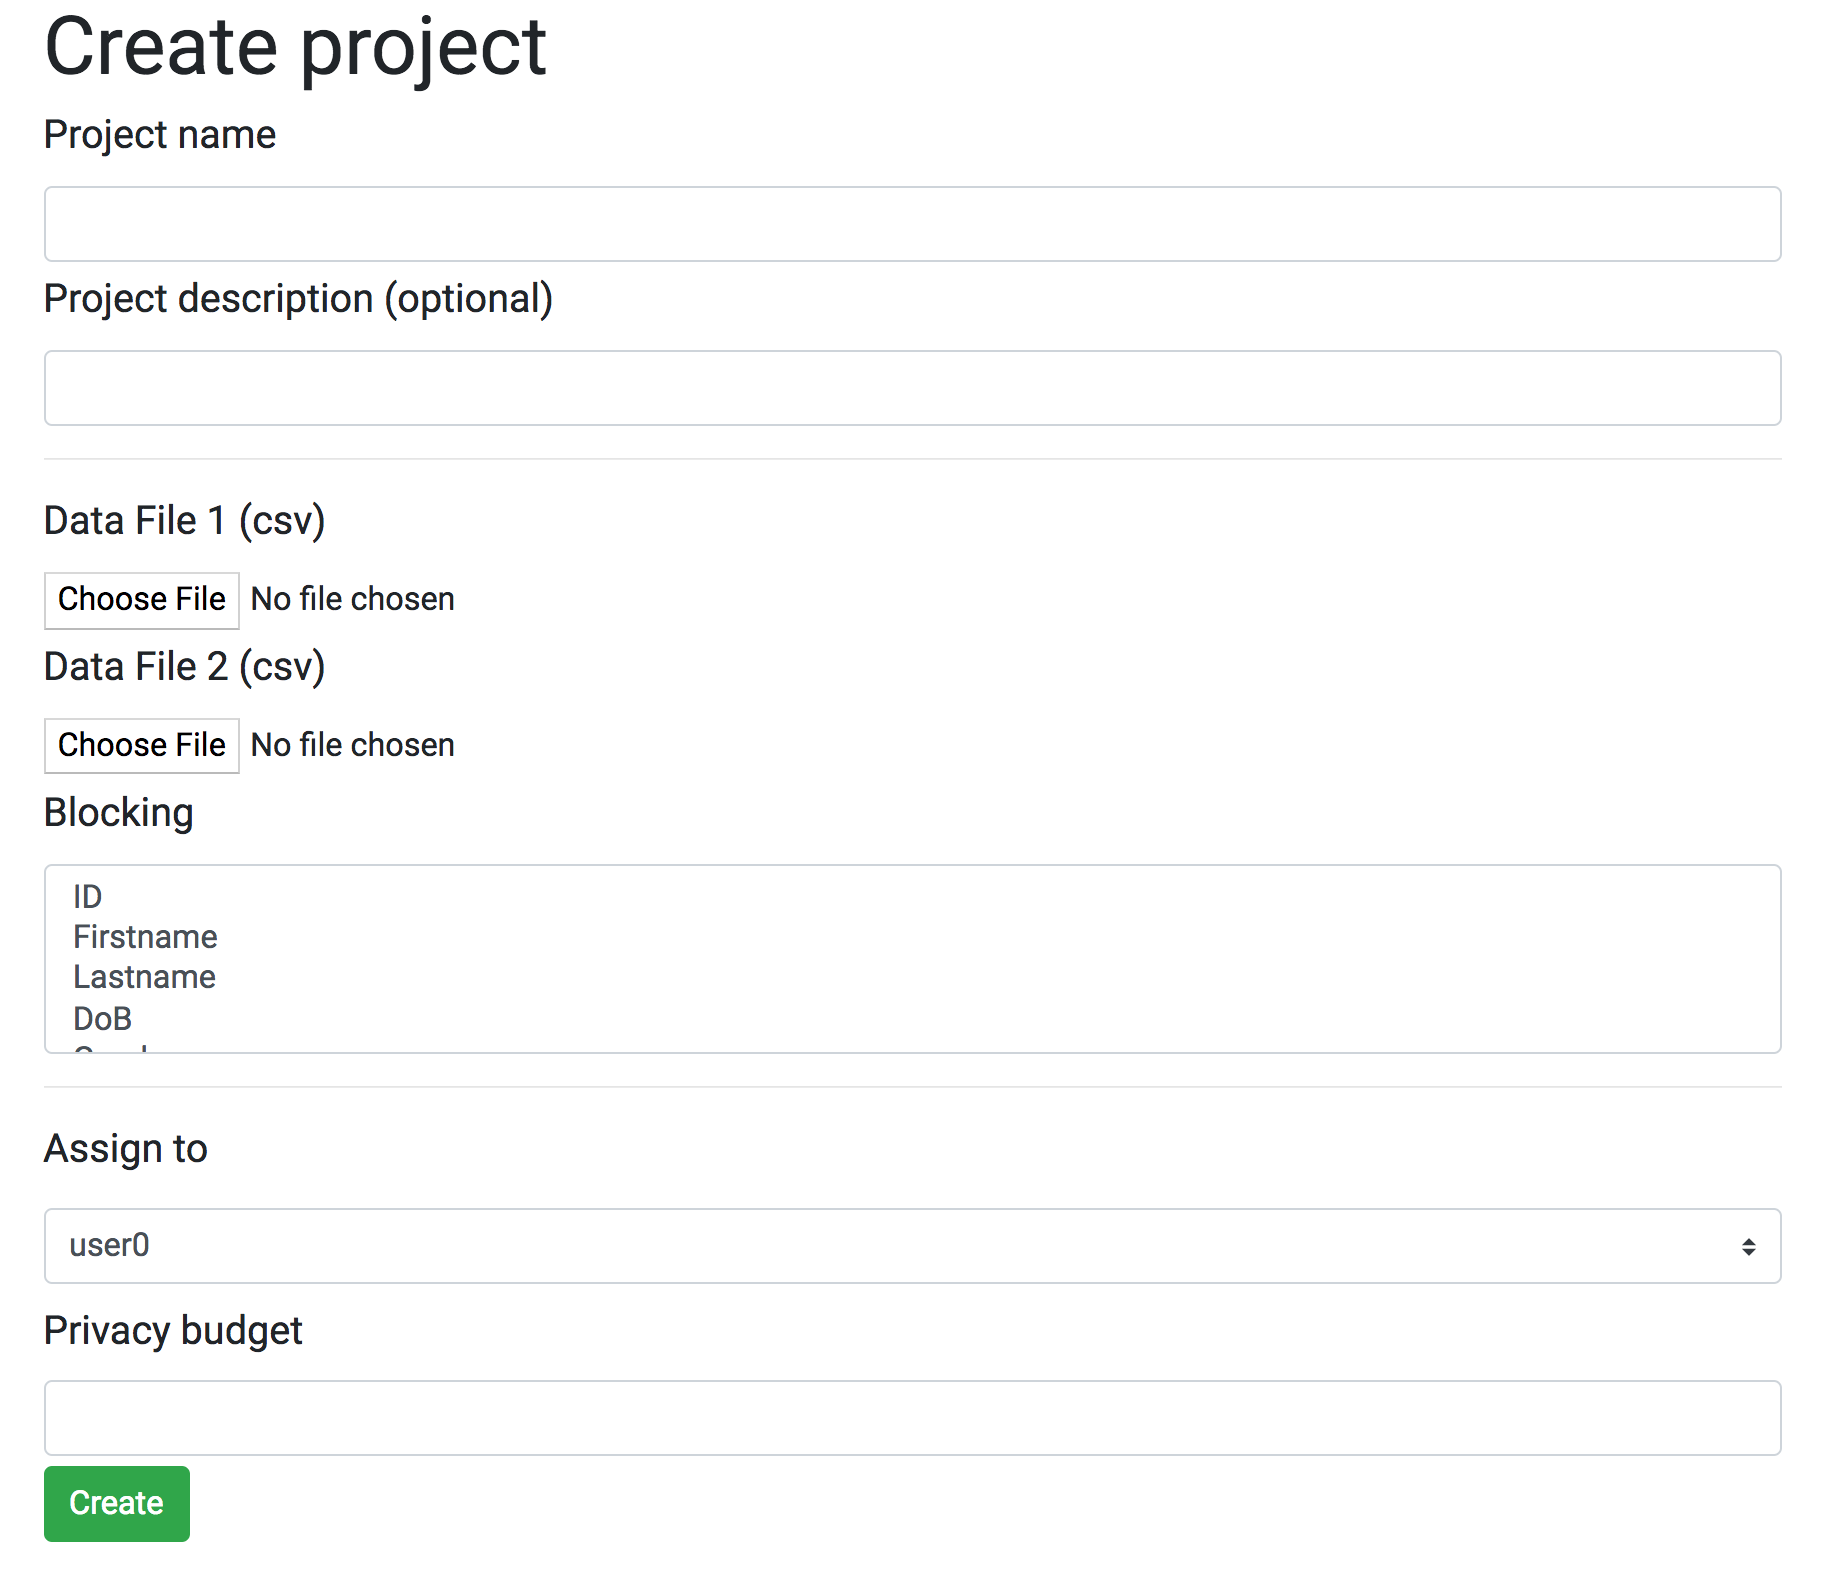 Create project
Project name
Project description (optional)
Data File 1 (csv)
Choose File No file chosen
Data File 2 (csv)
Choose File No file chosen
Blocking
ID
Firstname
Lastname
DoB
Assign to
user0
Privacy budget
Create